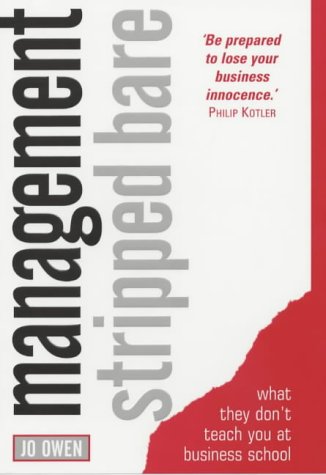 management
stripped bare
'Be prepared
to lose your
business
innocence.'
PHILIP KOTLER
what
they don't
teach you at
business school
JO OWEN